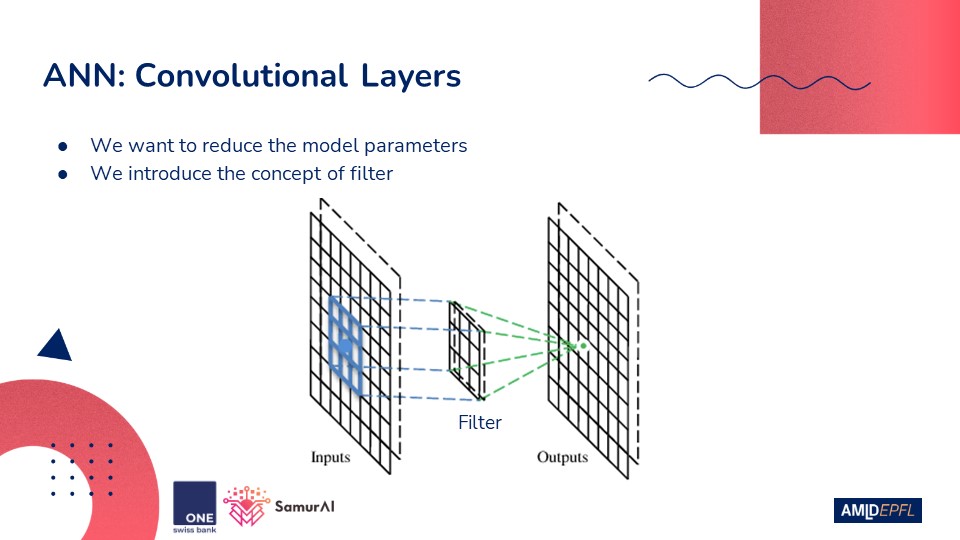 ANN: Convolutional Layers
● We want to reduce the model parameters
● We introduce the concept of filter
Filter
Inputs
Outputs
ONE
swiss bank
SamurAI
AMLDEPFL